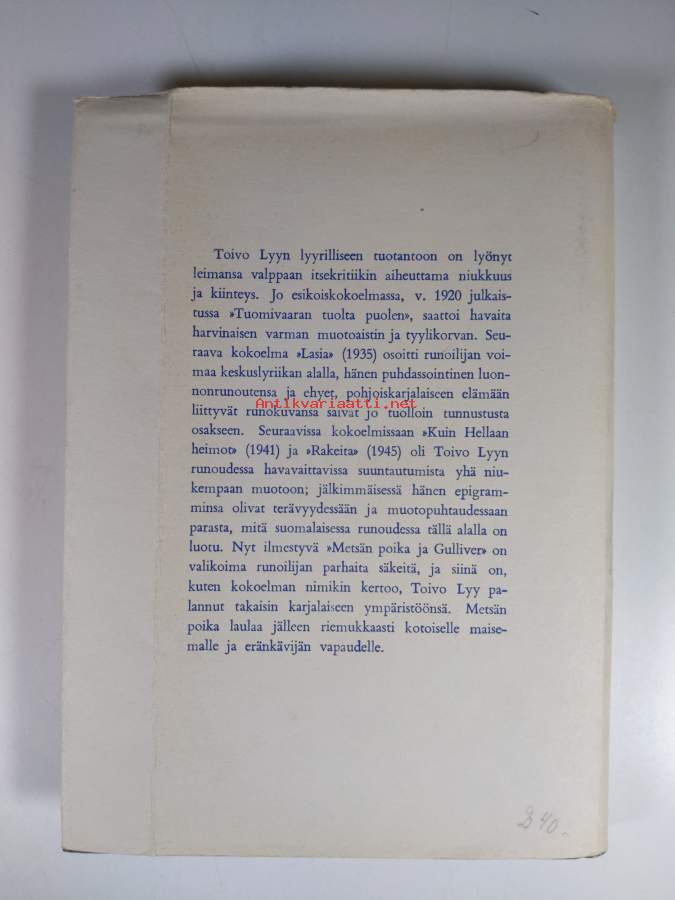 Toivo Lyyn lyyrilliseen tuotantoon on lyönyt
leimansa valppaan itsekritiikin aiheuttama niukkuus
ja kiinteys. Jo esikoiskokoelmassa, v. 1920 julkais-
tussa »Tuomivaaran tuolta puolen», saattoi havaita
harvinaisen varman muotoaistin ja tyylikorvan. Seu-
raava kokoelma »Lasia» (1935) osoitti runoilijan voi-
maa keskuslyriikan alalla, hänen puhdassointinen luon-
nonrunoutensa ja ehyet, pohjoiskarjalaiseen elämään
Antikvariaatti.net
liittyvät runokuvansa saivat jo tuolloin tunnustusta
osakseen. Seuraavissa kokoelmissaan »Kuin Hellaan
heimot» (1941) ja »Rakeita» (1945) oli Toivo Lyyn
runoudessa havavaittavissa suuntautumista yhä niu-
kempaan muotoon; jälkimmäisessä hänen epigram-
minsa olivat terävyydessään ja muotopuhtaudessaan
parasta, mitä suomalaisessa runoudessa tällä alalla on
luotu. Nyt ilmestyvä »Metsän poika ja Gulliver» on
valikoima runoilijan parhaita säkeitä, ja siinä on,
kuten kokoelman nimikin kertoo, Toivo Lyy pa-
lannut takaisin karjalaiseen ympäristöönsä. Metsän
poika laulaa jälleen riemukkaasti kotoiselle maise-
malle ja eränkävijän vapaudelle.
40.-